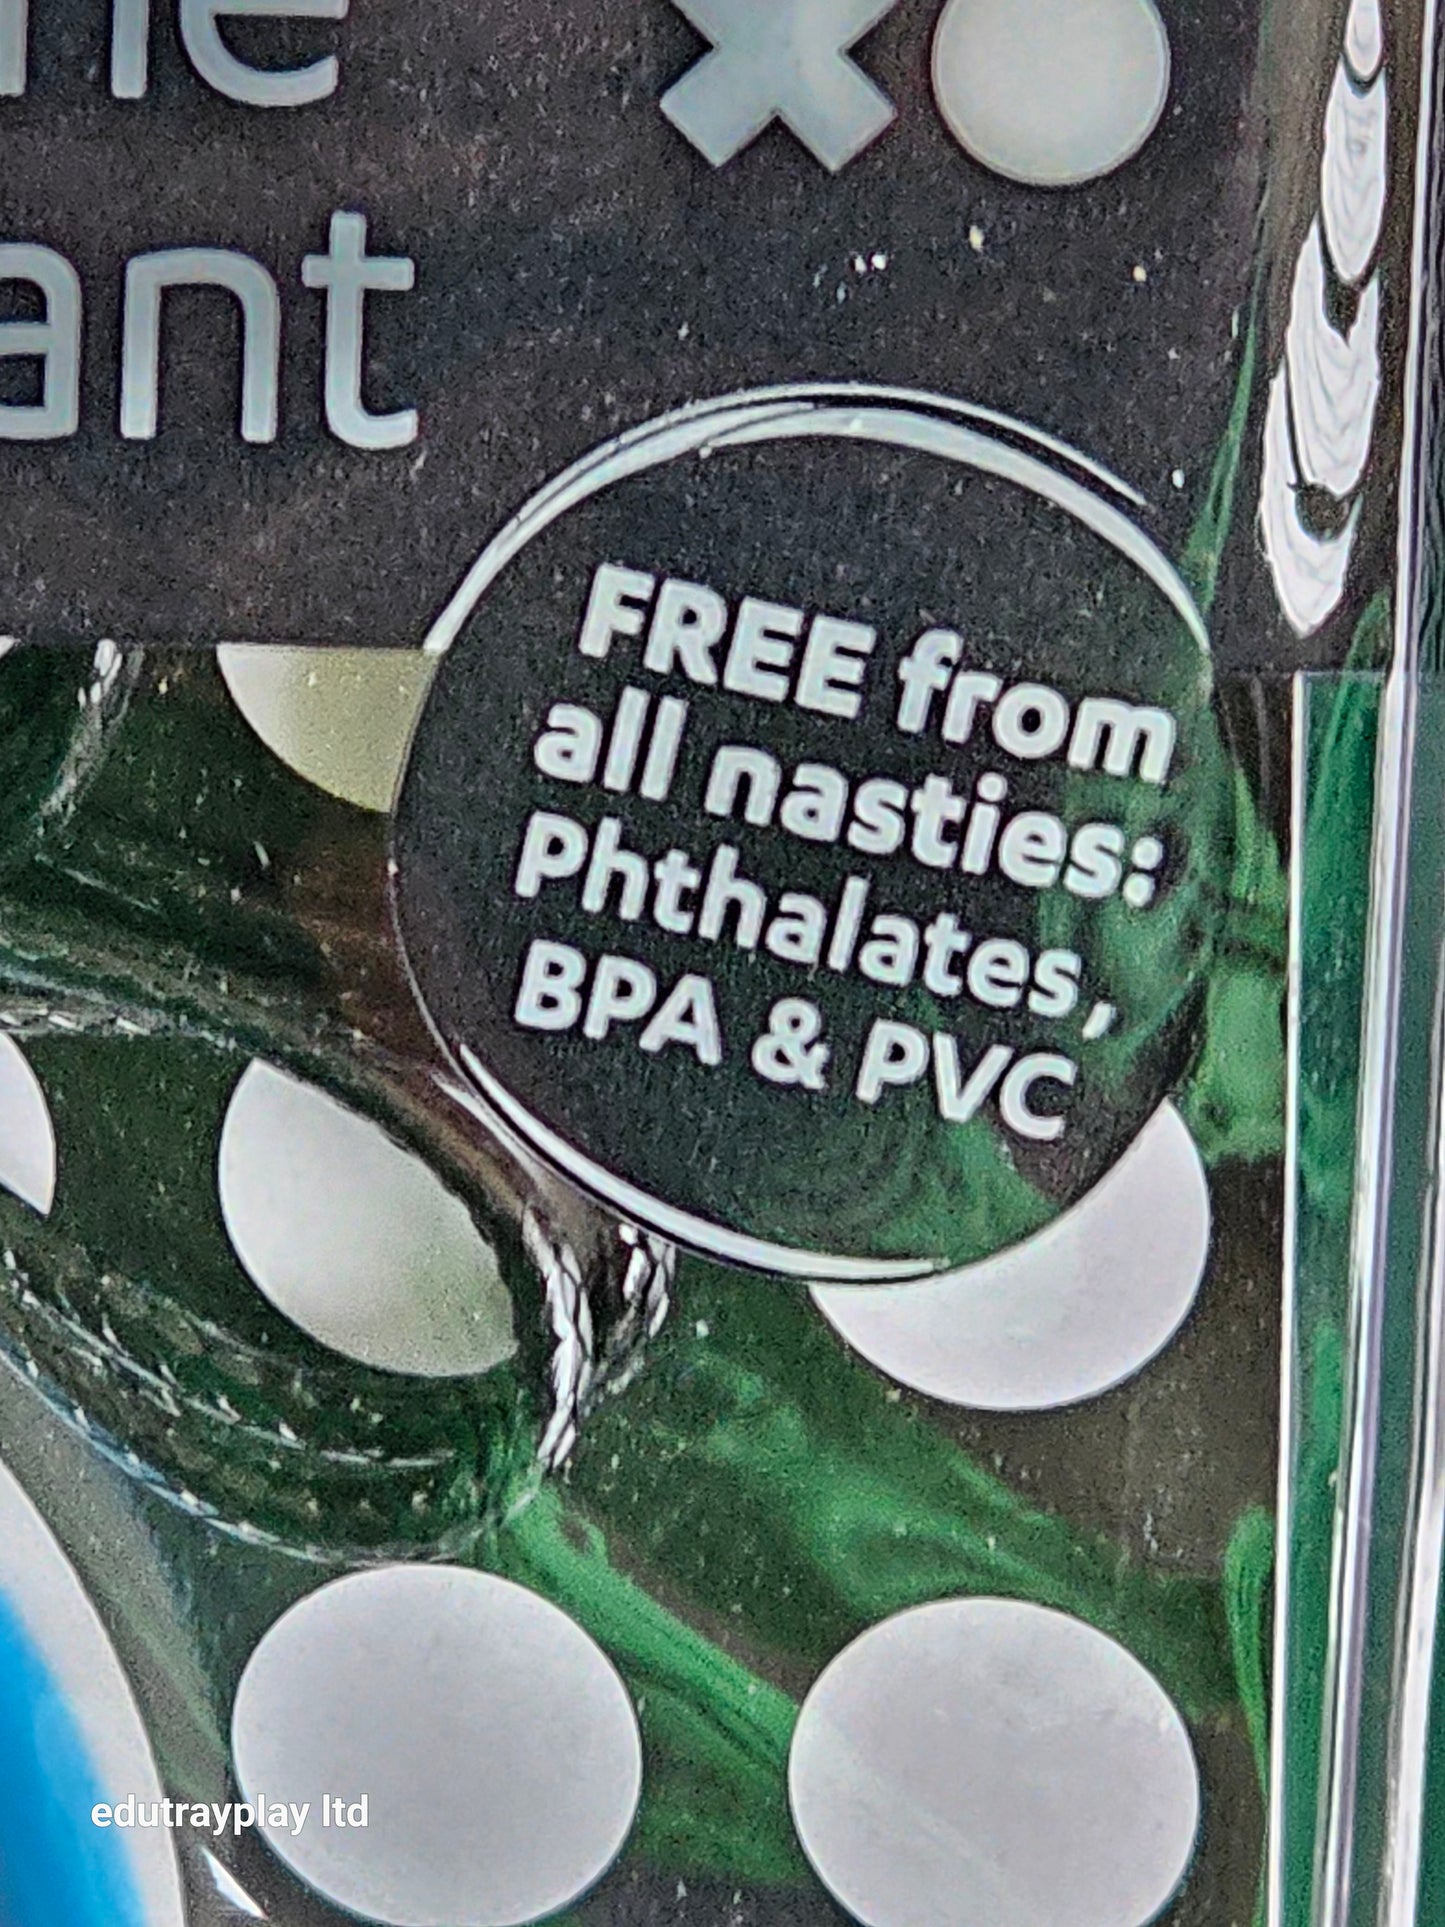 ant
FREE from
all nasties:
Phthalates,
BPA & PVC
edutrayplay ltd